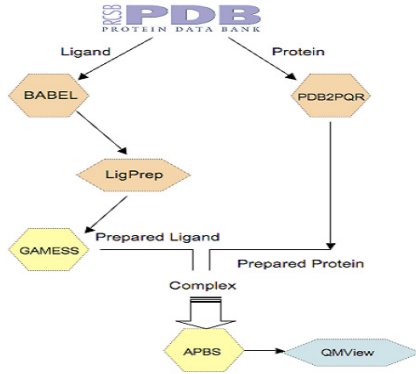 RCSB PDB
PROTEIN DATA BANK
Ligand
Protein
BABEL
PDB2PQR
LigPrep
GAMESS
Prepared Ligand
Prepared Protein
Complex
APBS
QMView